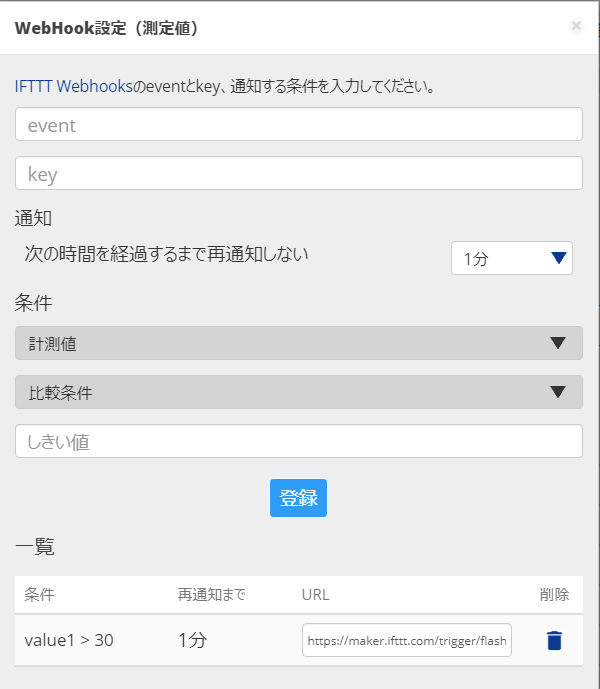 WebHook設定（測定値）
×
IFTTT Webhooksのeventとkey、通知する条件を入力してください。
event
key
通知
次の時間を経過するまで再通知しない
1分
条件
計測値
比較条件
しきい値
登録
一覧
条件 再通知まで URL 削除
value1 > 30 1分 https://maker.ifttt.com/trigger/flash